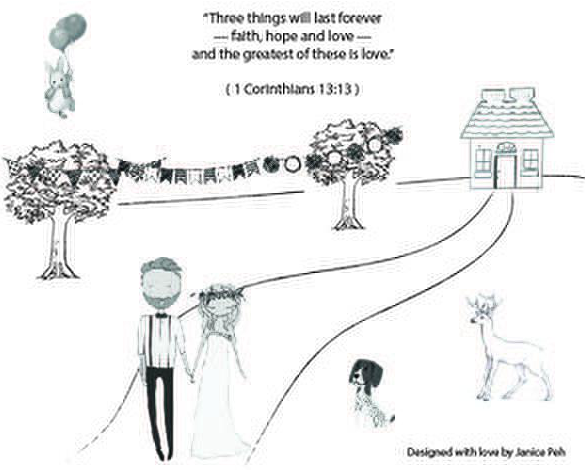 “Three things will last forever
— faith, hope and love —
and the greatest of these is love.”
( 1 Corinthians 13:13 )
Designed with love by Janice Peh